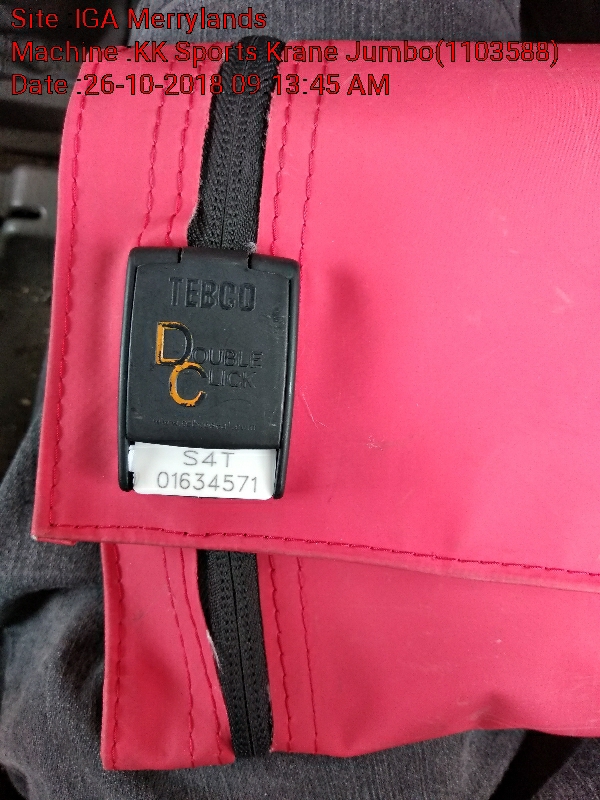 Site IGA Merrylands
Machine :KK Sports Krane Jumbo(1103588)
Date :26-10-2018 09 13:45 AM
TEBCO
DOUBLE
CLICK
S4T
01634571